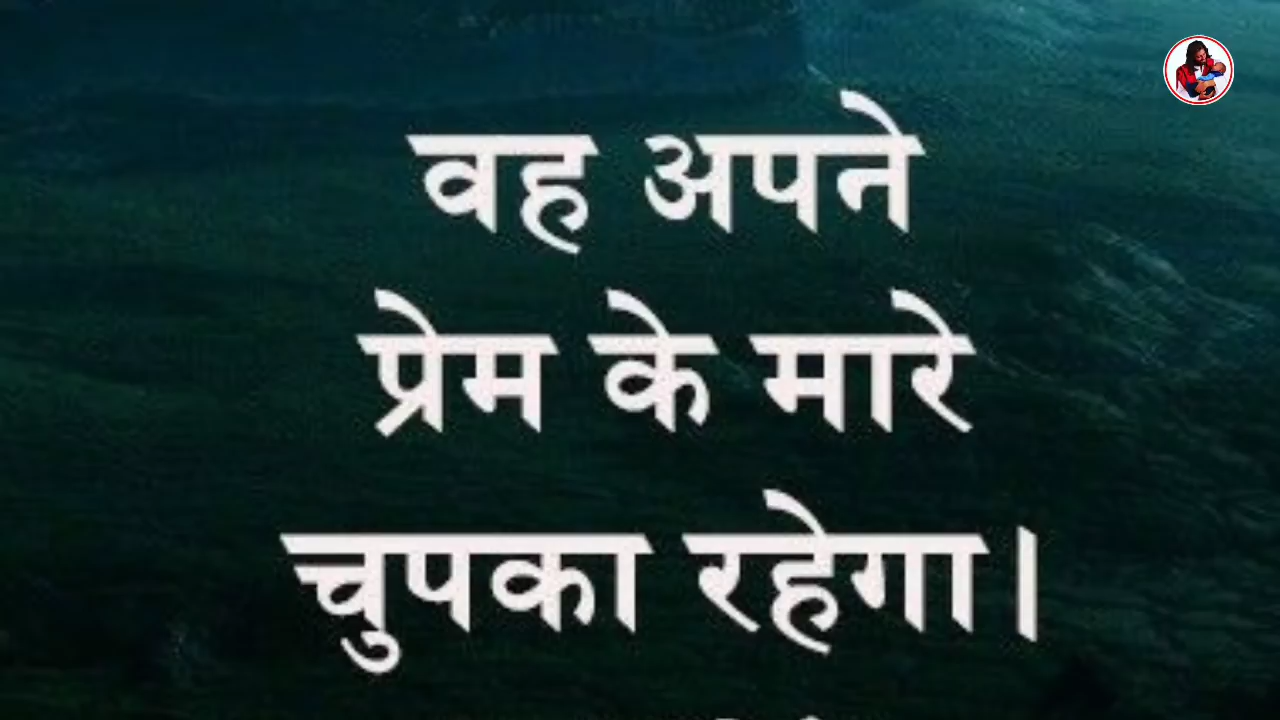 वह अपने
प्रेम के मारे
चुपका रहेगा।